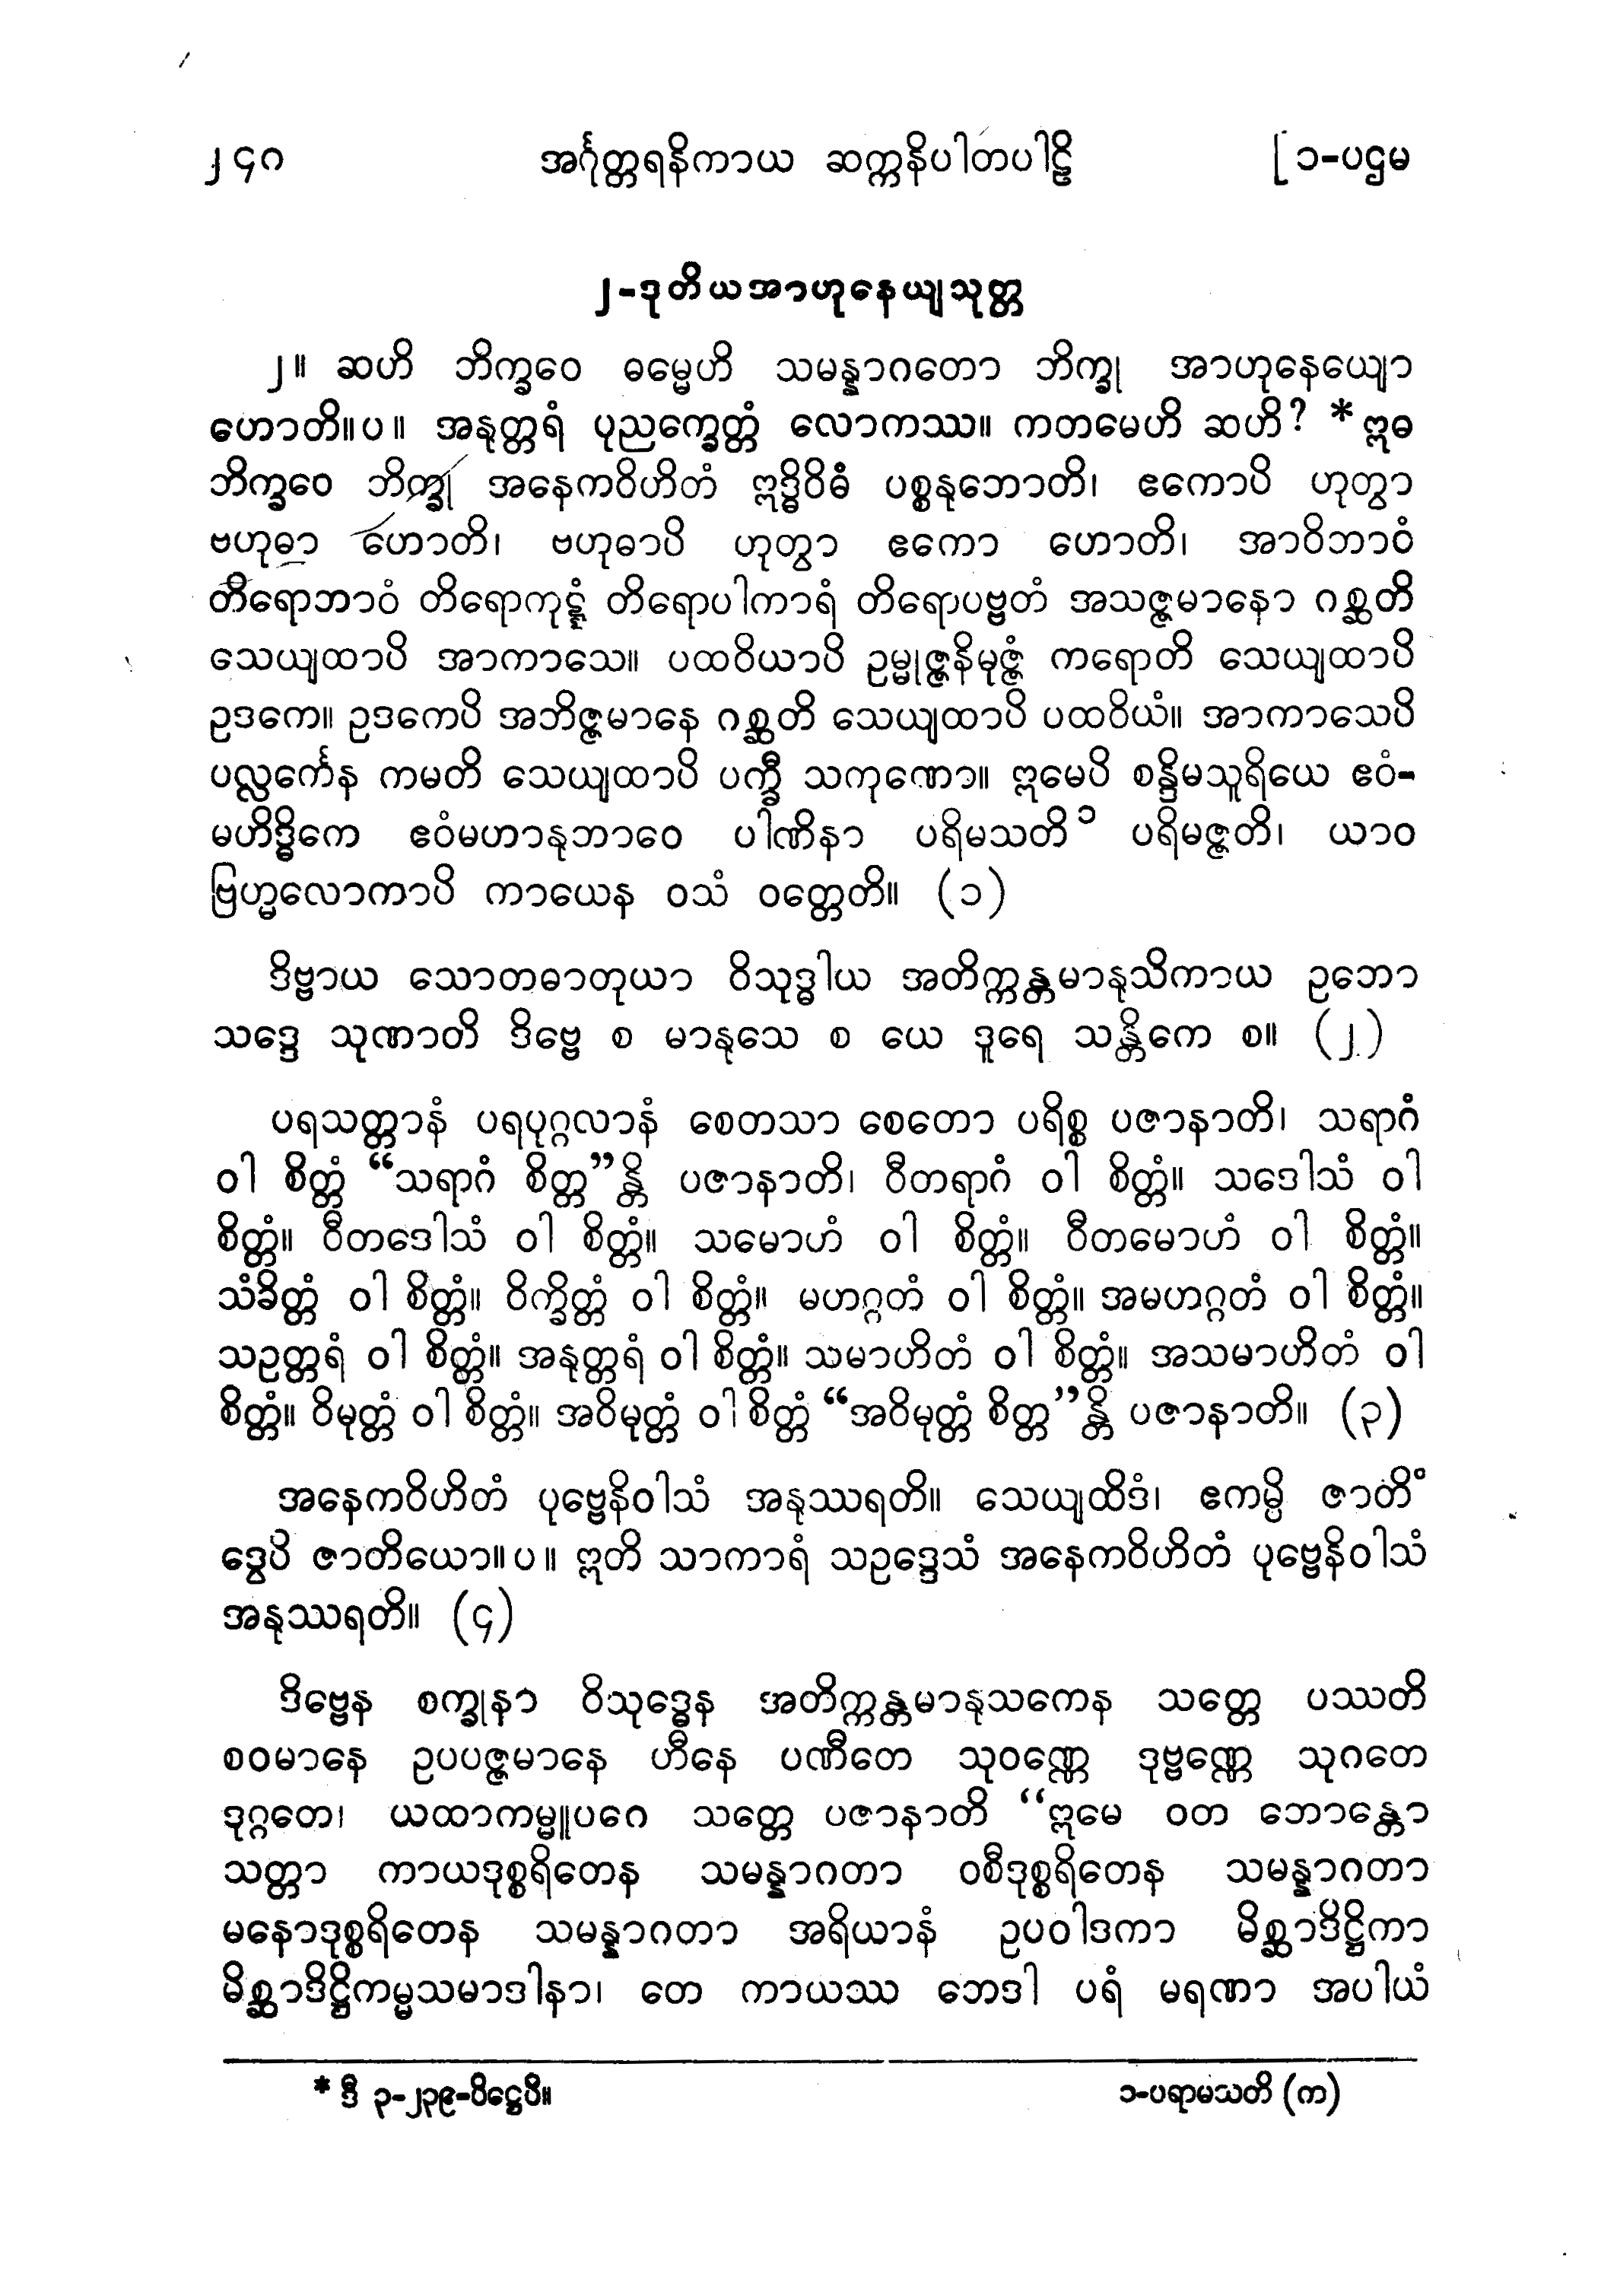 ၂၄၈ အင်္ဂုတ္တရနိကာယ ဆက္ကနိပါတပါဠိ [၁-ပဌမ
၂-ဒုတိယအာဟုနေယျသုတ္တ
၂။ ဆဟိ ဘိက္ခဝေ ဓမ္မေဟိ သမန္နာဂတော ဘိက္ခု အာဟုနေယျော
ဟောတိ။ပ။ အနုတ္တရံ ပုညက္ခေတ္တံ လောကဿ။ ကတမေဟိ ဆဟိ? *ဣဓ
ဘိက္ခဝေ ဘိက္ခု အနေကဝိဟိတံ ဣဒ္ဓိဝိဓံ ပစ္စနုဘောတိ၊ ဧကောပိ ဟုတွာ
ဗဟုဓာ ဟောတိ၊ ဗဟုဓာပိ ဟုတွာ ဧကော ဟောတိ၊ အာဝိဘာဝံ
တိရောဘာဝံ တိရောကုဋ္ဋံ တိရောပါကာရံ တိရောပဗ္ဗတံ အသဇ္ဇမာနော ဂစ္ဆတိ
သေယျထာပိ အာကာသေ။ ပထဝိယာပိ ဥမ္မုဇ္ဇနိမုဇ္ဇံ ကရောတိ သေယျထာပိ
ဥဒကေ။ ဥဒကေပိ အဘိဇ္ဇမာနေ ဂစ္ဆတိ သေယျထာပိ ပထဝိယံ။ အာကာသေပိ
ပလ္လင်္ကေန ကမတိ သေယျထာပိ ပက္ခီ သကုဏော။ ဣမေပိ စန္ဒိမသူရိယေ ဧဝံ-
မဟိဒ္ဓိကေ ဧဝံမဟာနုဘာဝေ ပါဏိနာ ပရိမသတိ၁ ပရိမဇ္ဇတိ၊ ယာဝ
ဗြဟ္မလောကာပိ ကာယေန ဝသံ ဝတ္တေတိ။ (၁)
ဒိဗ္ဗာယ သောတဓာတုယာ ဝိသုဒ္ဓါယ အတိက္ကန္တမာနုသိကာယ ဥဘော
သဒ္ဒေ သုဏာတိ ဒိဗ္ဗေ စ မာနုသေ စ ယေ ဒူရေ သန္တိကေ စ။ (၂)
ပရသတ္တာနံ ပရပုဂ္ဂလာနံ စေတသာ စေတော ပရိစ္စ ပဇာနာတိ၊ သရာဂံ
ဝါ စိတ္တံ “သရာဂံ စိတ္တ”န္တိ ပဇာနာတိ၊ ဝီတရာဂံ ဝါ စိတ္တံ။ သဒေါသံ ဝါ
စိတ္တံ။ ဝီတဒေါသံ ဝါ စိတ္တံ။ သမောဟံ ဝါ စိတ္တံ။ ဝီတမောဟံ ဝါ စိတ္တံ။
သံခိတ္တံ ဝါ စိတ္တံ။ ဝိက္ခိတ္တံ ဝါ စိတ္တံ။ မဟဂ္ဂတံ ဝါ စိတ္တံ။ အမဟဂ္ဂတံ ဝါ စိတ္တံ။
သဥတ္တရံ ဝါ စိတ္တံ။ အနုတ္တရံ ဝါ စိတ္တံ။ သမာဟိတံ ဝါ စိတ္တံ။ အသမာဟိတံ ဝါ
စိတ္တံ။ ဝိမုတ္တံ ဝါ စိတ္တံ။ အဝိမုတ္တံ ဝါ စိတ္တံ “အဝိမုတ္တံ စိတ္တ”န္တိ ပဇာနာတိ။ (၃)
အနေကဝိဟိတံ ပုဗ္ဗေနိဝါသံ အနုဿရတိ။ သေယျထိဒံ၊ ဧကမ္ပိ ဇာတိံ
ဒွေပိ ဇာတိယော။ပ။ ဣတိ သာကာရံ သဥဒ္ဒေသံ အနေကဝိဟိတံ ပုဗ္ဗေနိဝါသံ
အနုဿရတိ။ (၄)
ဒိဗ္ဗေန စက္ခုနာ ဝိသုဒ္ဓေန အတိက္ကန္တမာနုသကေန သတ္တေ ပဿတိ
စဝမာနေ ဥပပဇ္ဇမာနေ ဟီနေ ပဏီတေ သုဝဏ္ဏေ ဒုဗ္ဗဏ္ဏေ သုဂတေ
ဒုဂ္ဂတေ၊ ယထာကမ္မူပဂေ သတ္တေ ပဇာနာတိ “ဣမေ ဝတ ဘောန္တော
သတ္တာ ကာယဒုစ္စရိတေန သမန္နာဂတာ ဝစီဒုစ္စရိတေန သမန္နာဂတာ
မနောဒုစ္စရိတေန သမန္နာဂတာ အရိယာနံ ဥပဝါဒကာ မိစ္ဆာဒိဋ္ဌိကာ
မိစ္ဆာဒိဋ္ဌိကမ္မသမာဒါနာ၊ တေ ကာယဿ ဘေဒါ ပရံ မရဏာ အပါယံ
* ဒီ ၃-၂၃၉-ပိဋ္ဌေပိ။ ၁-ပရာမသတိ (က)